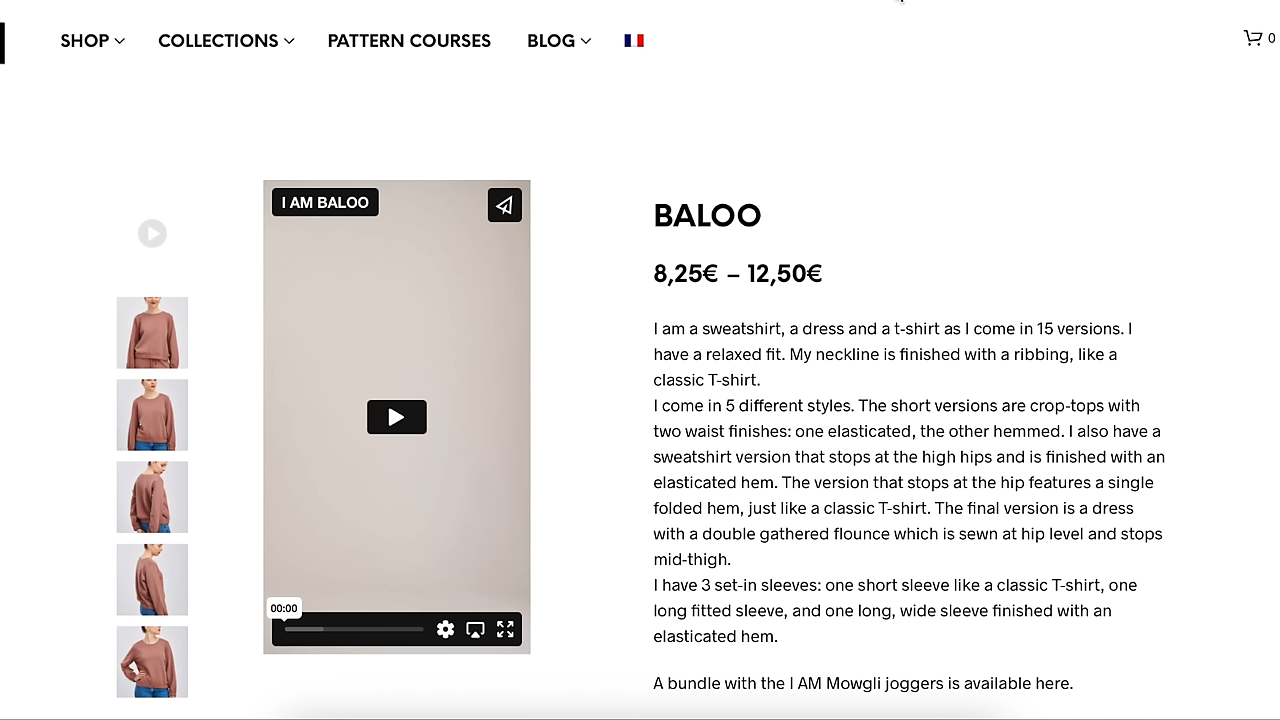 SHOP COLLECTIONS PATTERN COURSES BLOG 0
I AM BALOO
00:00
BALOO
8,25€ – 12,50€
I am a sweatshirt, a dress and a t-shirt as I come in 15 versions. I
have a relaxed fit. My neckline is finished with a ribbing, like a
classic T-shirt.
I come in 5 different styles. The short versions are crop-tops with
two waist finishes: one elasticated, the other hemmed. I also have a
sweatshirt version that stops at the high hips and is finished with an
elasticated hem. The version that stops at the hip features a single
folded hem, just like a classic T-shirt. The final version is a dress
with a double gathered flounce which is sewn at hip level and stops
mid-thigh.
I have 3 set-in sleeves: one short sleeve like a classic T-shirt, one
long fitted sleeve, and one long, wide sleeve finished with an
elasticated hem.
A bundle with the I AM Mowgli joggers is available here.